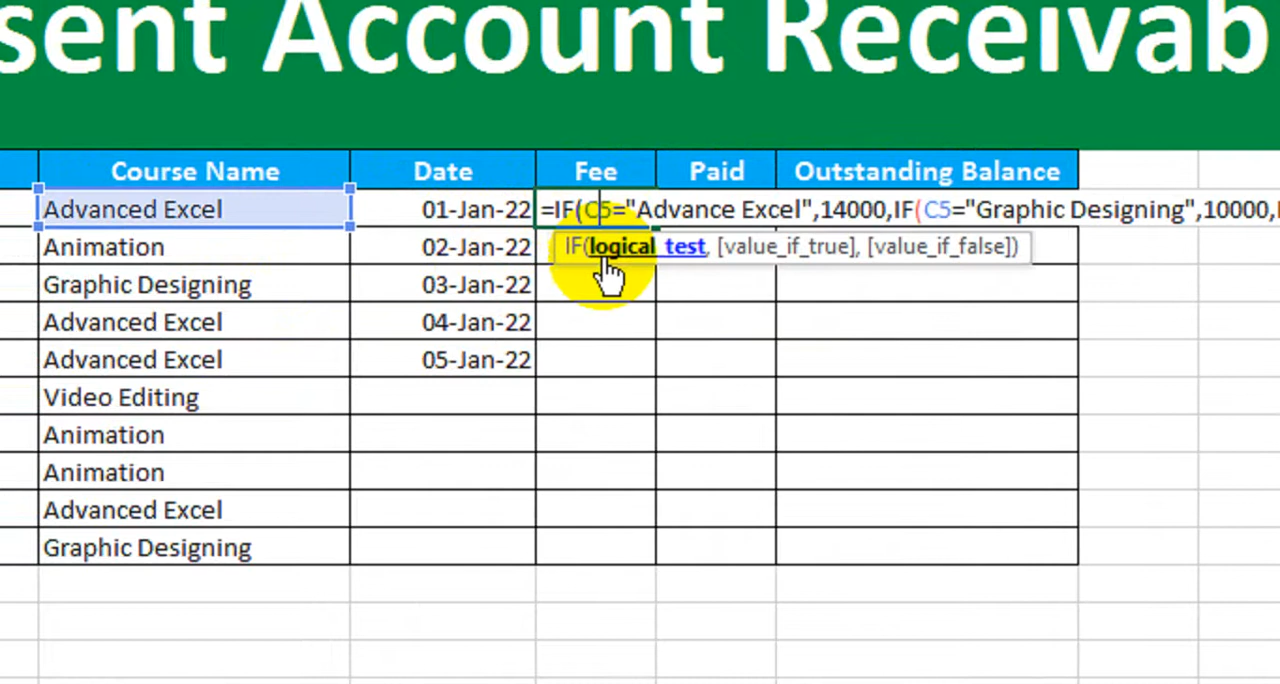 sent Account Receivab
Course Name Date Fee Paid Outstanding Balance
Advanced Excel 01-Jan-22 =IF(C5="Advance Excel",14000,IF(C5="Graphic Designing",10000,I
Animation 02-Jan-22 IF(logical_test, [value_if_true], [value_if_false])
Graphic Designing 03-Jan-22
Advanced Excel 04-Jan-22
Advanced Excel 05-Jan-22
Video Editing
Animation
Animation
Advanced Excel
Graphic Designing